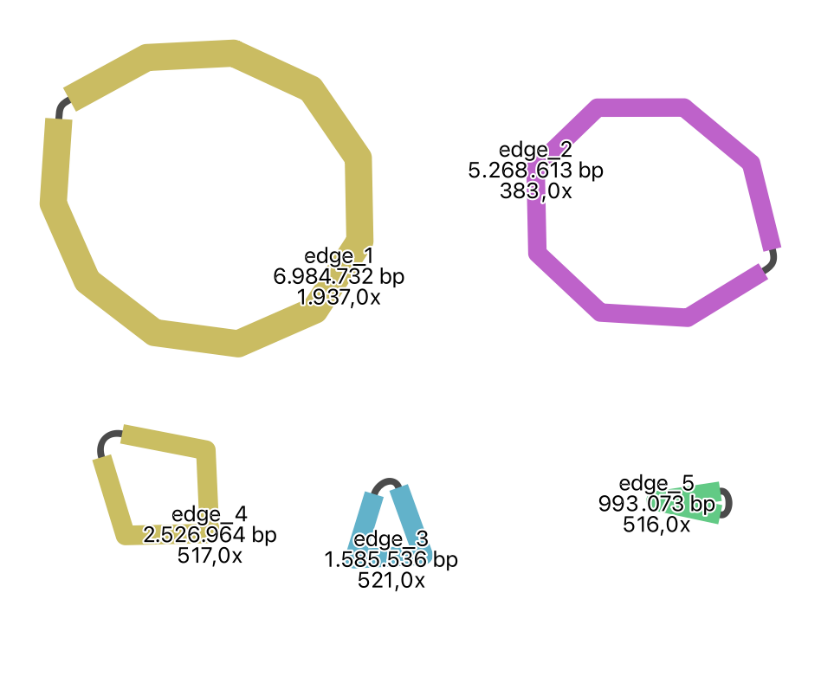 edge_2
5.268.613 bp
383,0x
edge_1
6.984.732 bp
1.937,0x
edge_4
2.526.964 bp
517,0x
edge_3
1.585.536 bp
521,0x
edge_5
993.073 bp
516,0x